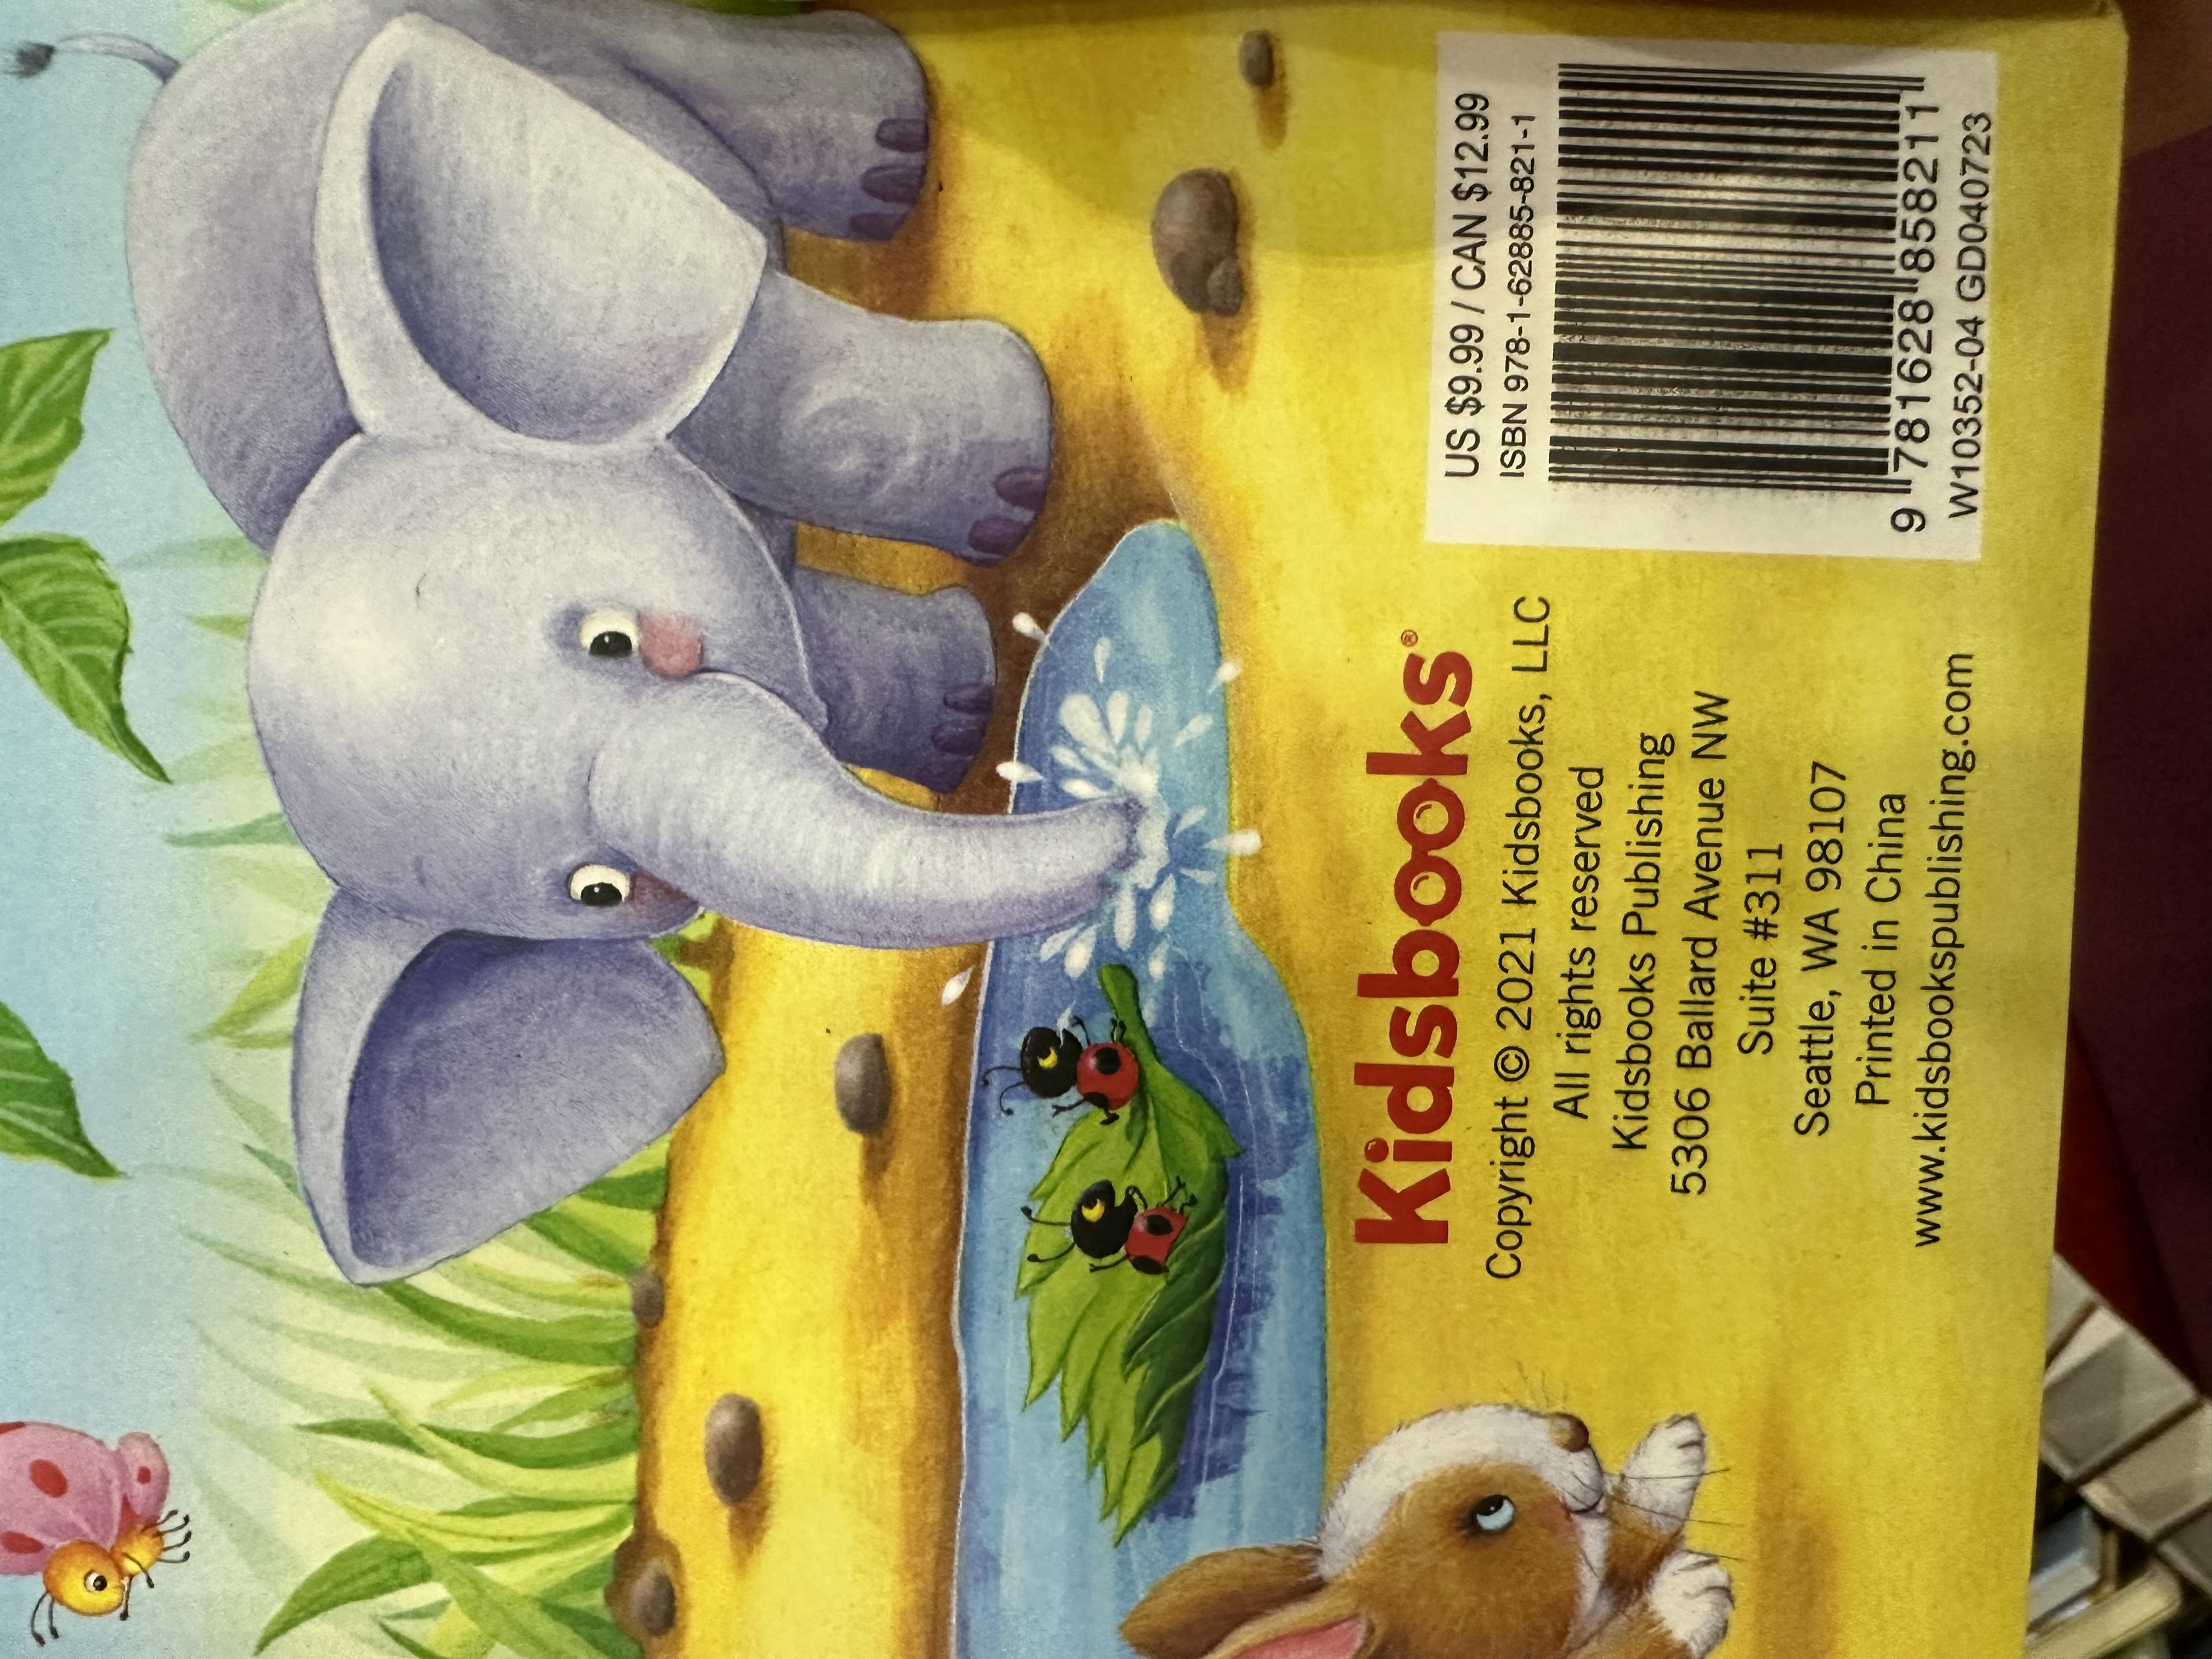 Kidsbooks®
Copyright © 2021 Kidsbooks, LLC
All rights reserved
Kidsbooks Publishing
5306 Ballard Avenue NW
Suite #311
Seattle, WA 98107
Printed in China
www.kidsbookspublishing.com
US $9.99 / CAN $12.99
ISBN 978-1-62885-821-1
9 781628 858211
W10352-04 GD040723